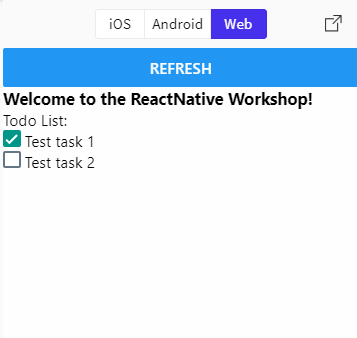 iOS Android Web
REFRESH
Welcome to the ReactNative Workshop!
Todo List:
Test task 1
Test task 2